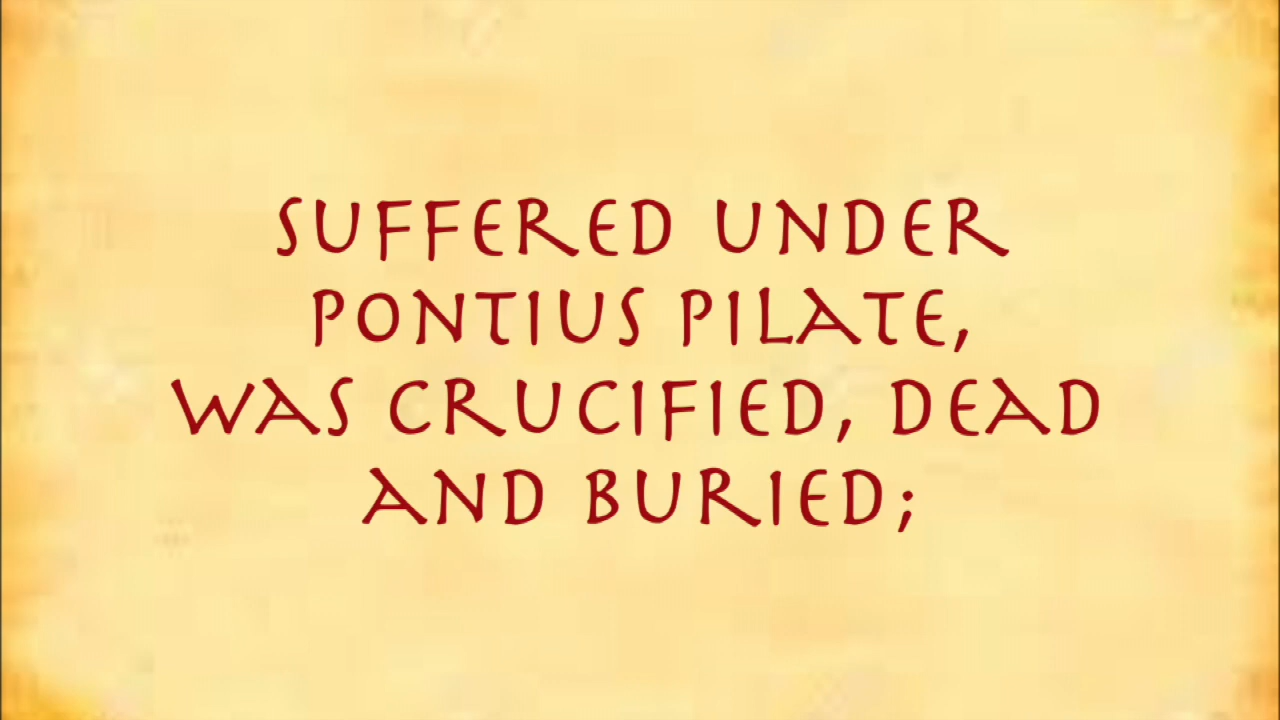 SUFFERED UNDER
PONTIUS PILATE,
WAS CRUCIFIED, DEAD
AND BURIED;